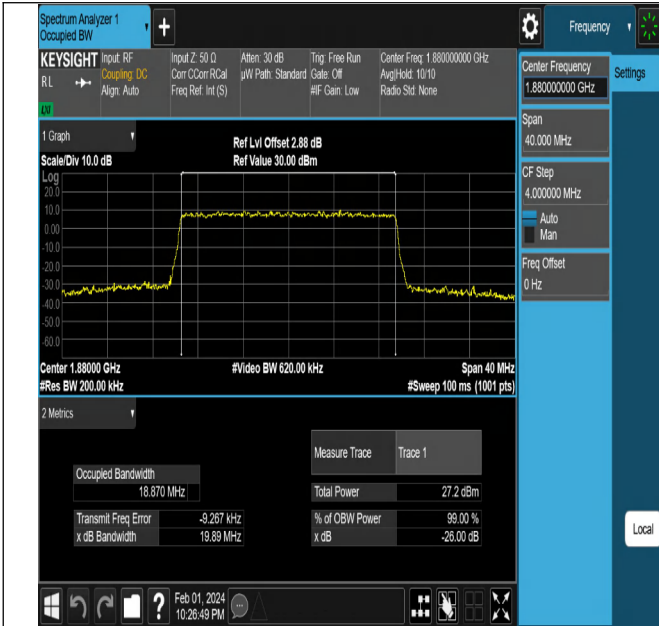 Spectrum Analyzer 1
Occupied BW
Frequency
KEYSIGHT
RL
LXI
Input: RF
Coupling: DC
Align: Auto
Input Z: 50 Ω
Corr CCorr RCal
Freq Ref: Int (S)
Atten: 30 dB
µW Path: Standard
Trig: Free Run
Gate: Off
#IF Gain: Low
Center Freq: 1.880000000 GHz
Avg|Hold: 10/10
Radio Std: None
Center Frequency
1.880000000 GHz
Settings
Span
40.000 MHz
CF Step
4.000000 MHz
Auto
Man
Freq Offset
0 Hz
Local
1 Graph
Scale/Div 10.0 dB
Ref Lvl Offset 2.88 dB
Ref Value 30.00 dBm
Log
20.0
10.0
0.00
-10.0
-20.0
-30.0
-40.0
-50.0
-60.0
Center 1.88000 GHz
#Res BW 200.00 kHz
#Video BW 620.00 kHz
Span 40 MHz
#Sweep 100 ms (1001 pts)
2 Metrics
Measure Trace Trace 1
Occupied Bandwidth
18.870 MHz
Total Power 27.2 dBm
Transmit Freq Error -9.267 kHz
% of OBW Power 99.00 %
x dB Bandwidth 19.89 MHz
x dB -26.00 dB
?
Feb 01, 2024
10:26:49 PM